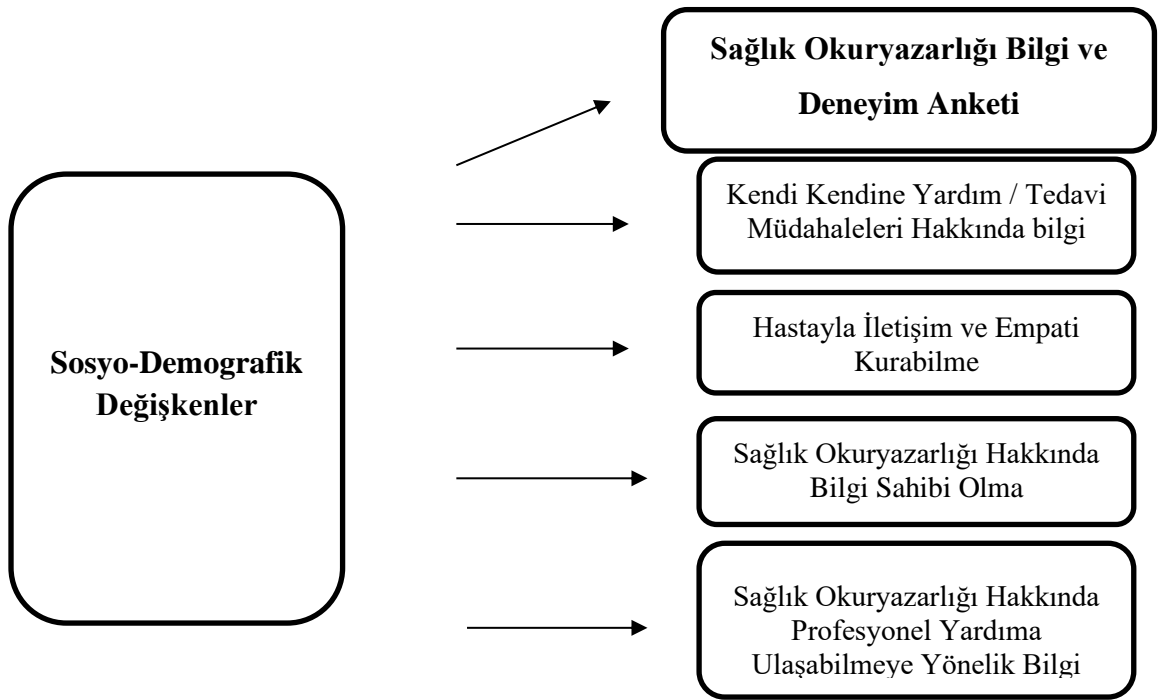 Sağlık Okuryazarlığı Bilgi ve
Deneyim Anketi
Kendi Kendine Yardım / Tedavi
Müdahaleleri Hakkında bilgi
Sosyo-Demografik
Değişkenler
Hastayla İletişim ve Empati
Kurabilme
Sağlık Okuryazarlığı Hakkında
Bilgi Sahibi Olma
Sağlık Okuryazarlığı Hakkında
Profesyonel Yardıma
Ulaşabilmeye Yönelik Bilgi